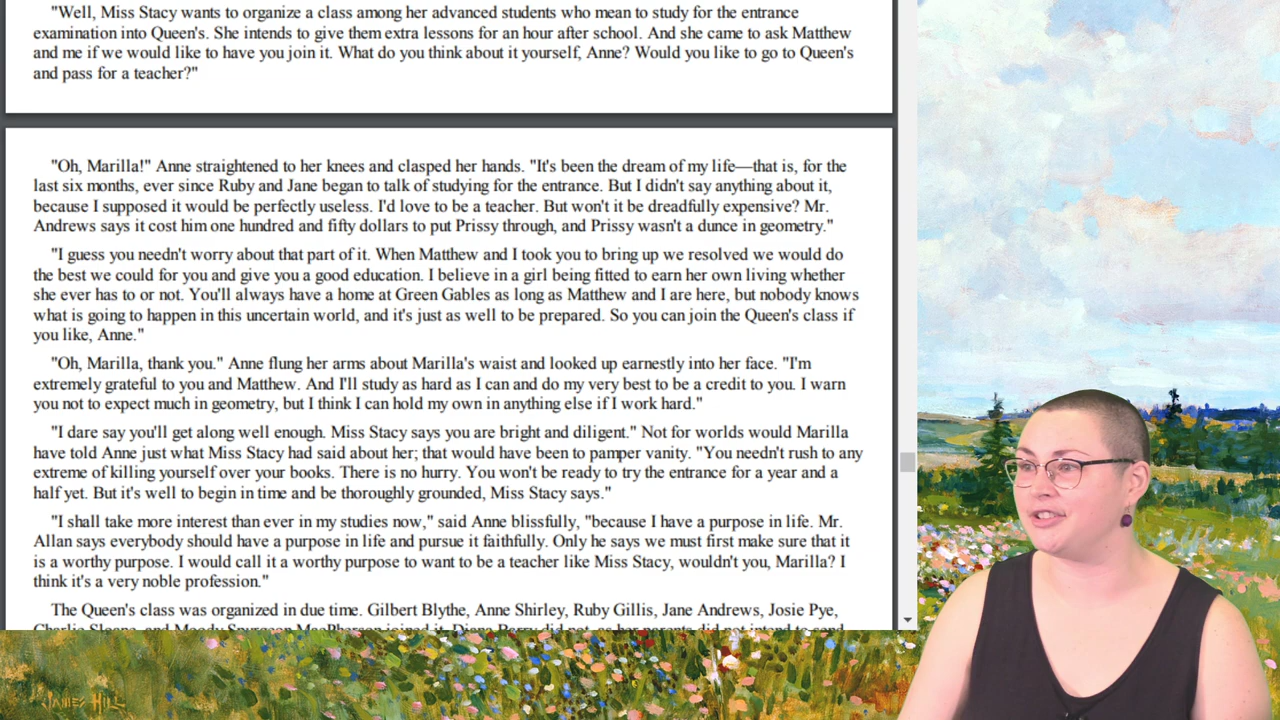 "Well, Miss Stacy wants to organize a class among her advanced students who mean to study for the entrance
examination into Queen's. She intends to give them extra lessons for an hour after school. And she came to ask Matthew
and me if we would like to have you join it. What do you think about it yourself, Anne? Would you like to go to Queen's
and pass for a teacher?"
"Oh, Marilla!" Anne straightened to her knees and clasped her hands. "It's been the dream of my life—that is, for the
last six months, ever since Ruby and Jane began to talk of studying for the entrance. But I didn't say anything about it,
because I supposed it would be perfectly useless. I'd love to be a teacher. But won't it be dreadfully expensive? Mr.
Andrews says it cost him one hundred and fifty dollars to put Prissy through, and Prissy wasn't a dunce in geometry."
"I guess you needn't worry about that part of it. When Matthew and I took you to bring up we resolved we would do
the best we could for you and give you a good education. I believe in a girl being fitted to earn her own living whether
she ever has to or not. You'll always have a home at Green Gables as long as Matthew and I are here, but nobody knows
what is going to happen in this uncertain world, and it's just as well to be prepared. So you can join the Queen's class if
you like, Anne."
"Oh, Marilla, thank you." Anne flung her arms about Marilla's waist and looked up earnestly into her face. "I'm
extremely grateful to you and Matthew. And I'll study as hard as I can and do my very best to be a credit to you. I warn
you not to expect much in geometry, but I think I can hold my own in anything else if I work hard."
"I dare say you'll get along well enough. Miss Stacy says you are bright and diligent." Not for worlds would Marilla
have told Anne just what Miss Stacy had said about her; that would have been to pamper vanity. "You needn't rush to any
extreme of killing yourself over your books. There is no hurry. You won't be ready to try the entrance for a year and a
half yet. But it's well to begin in time and be thoroughly grounded, Miss Stacy says."
"I shall take more interest than ever in my studies now," said Anne blissfully, "because I have a purpose in life. Mr.
Allan says everybody should have a purpose in life and pursue it faithfully. Only he says we must first make sure that it
is a worthy purpose. I would call it a worthy purpose to want to be a teacher like Miss Stacy, wouldn't you, Marilla? I
think it's a very noble profession."
The Queen's class was organized in due time. Gilbert Blythe, Anne Shirley, Ruby Gillis, Jane Andrews, Josie Pye,
Charlie Sloane, and Moody Spurgeon MacPherson joined it. Diana Barry did not, as her parents did not intend to send
JAMES HILL